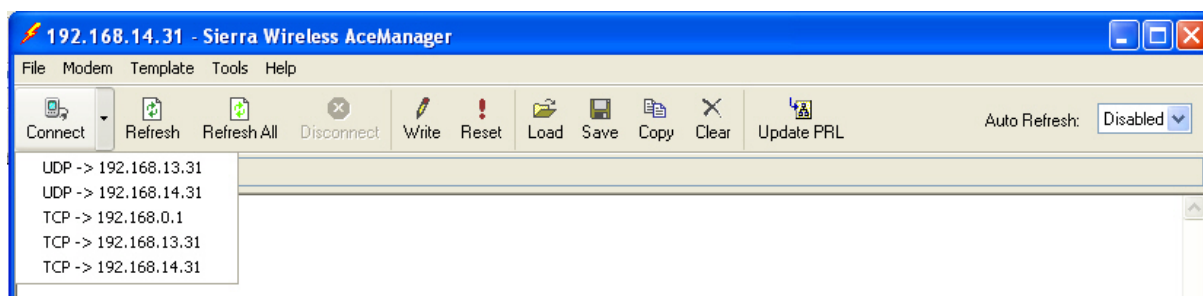 192.168.14.31 - Sierra Wireless AceManager
File Modem Template Tools Help
Connect Refresh Refresh All Disconnect Write Reset Load Save Copy Clear Update PRL Auto Refresh: Disabled
UDP -> 192.168.13.31
UDP -> 192.168.14.31
TCP -> 192.168.0.1
TCP -> 192.168.13.31
TCP -> 192.168.14.31